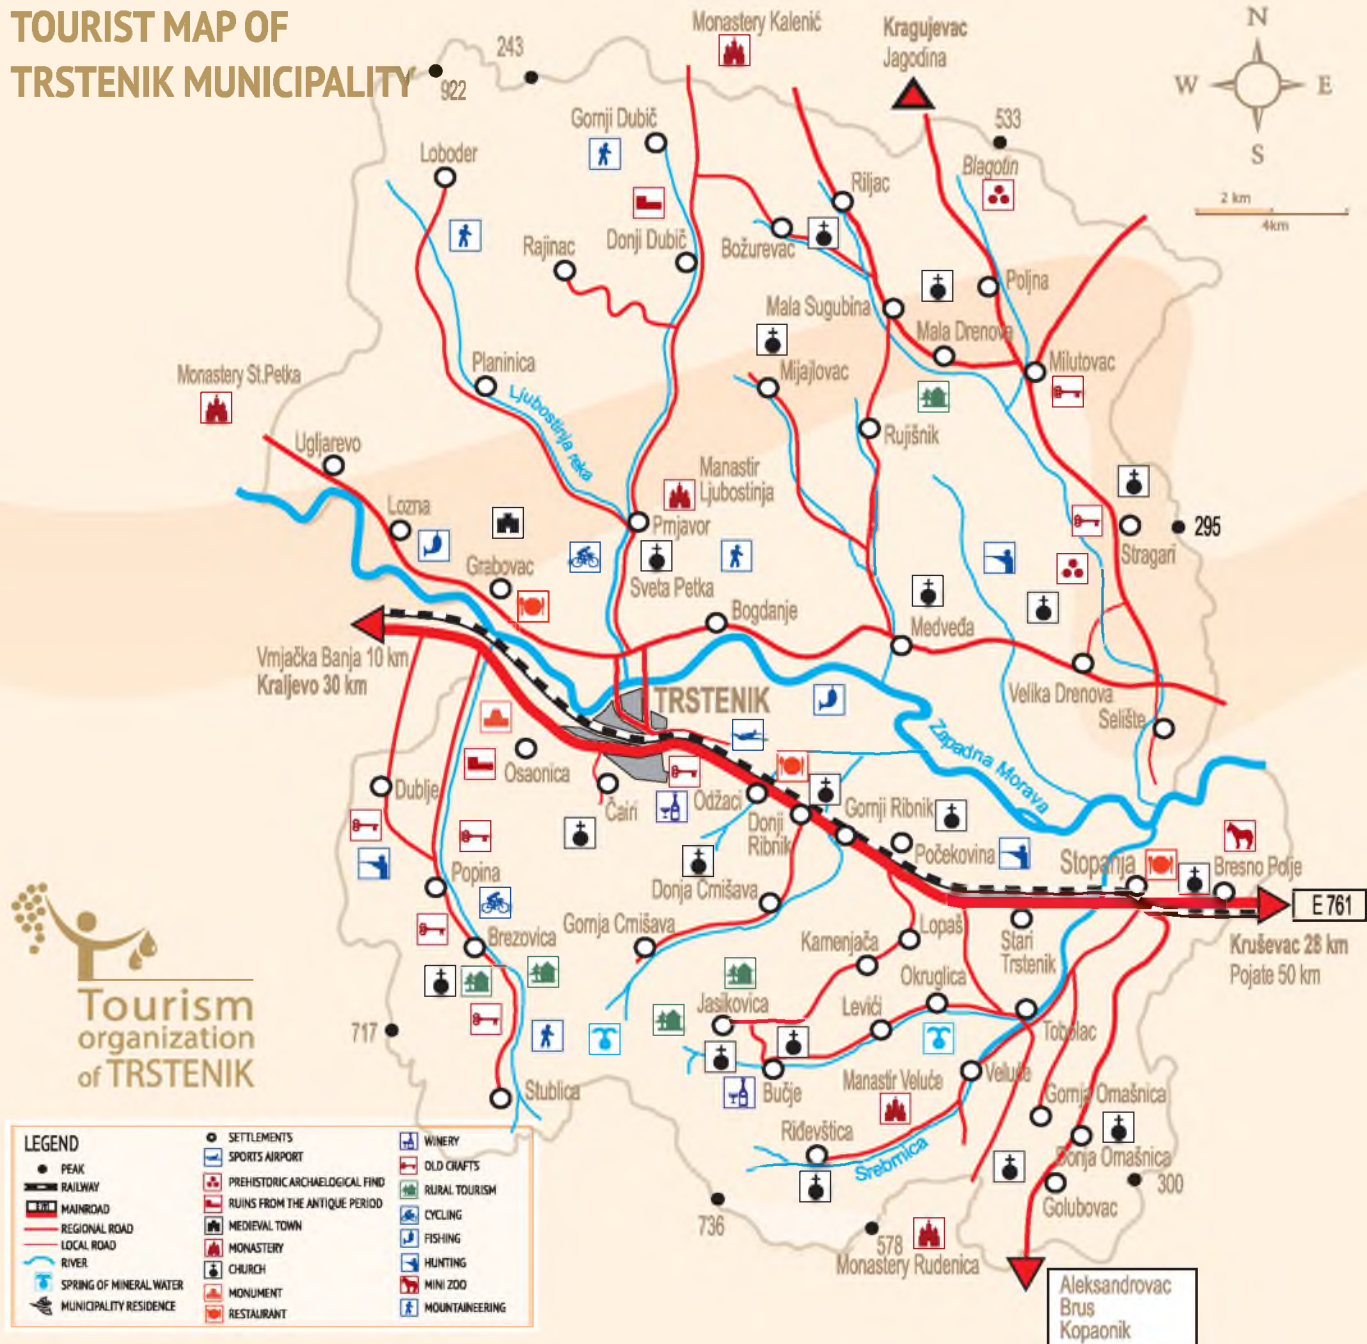 TOURIST MAP OF
TRSTENIK MUNICIPALITY
243
922
Monastery Kalenić
Kragujevac
Jagodina
N
W
E
S
2 km
4km
533
Blagotin
Gornji Dubič
Loboder
Riljac
Rajinac
Donji Dubič
Božurevac
Poljna
Mala Sugubina
Mala Drenova
Milutovac
Mijajlovac
Planinica
Monastery St.Petka
Ljubostinja reka
Ugljarevo
Rujišnik
Manastir
Ljubostinja
Lozna
Prnjavor
295
Stragari
Grabovac
Sveta Petka
Bogdanje
Medveđa
Vrnjačka Banja 10 km
Kraljevo 30 km
Velika Drenova
TRSTENIK
Selište
Zapadna Morava
Osaonica
Dublje
Čairi
Odžaci
Donji
Ribnik
Gornji Ribnik
Počekovina
Stopanja
Bresno Polje
Popina
Donja Crnišava
E 761
Gornja Crnišava
Brezovica
Kamenjača
Lopaš
Stari
Trstenik
Kruševac 28 km
Pojate 50 km
Okruglica
Jasikovica
Levići
Tobolac
717
Tourism
organization
of TRSTENIK
Stublica
Bučje
Manastir Veluće
Veluće
Gornja Omašnica
Riđevštica
Srebrnica
Donja Omašnica
300
Golubovac
736
578
Monastery Rudenica
Aleksandrovac
Brus
Kopaonik
LEGEND
PEAK
RAILWAY
MAINROAD
REGIONAL ROAD
LOCAL ROAD
RIVER
SPRING OF MINERAL WATER
MUNICIPALITY RESIDENCE
SETTLEMENTS
SPORTS AIRPORT
PREHISTORIC ARCHAELOGICAL FIND
RUINS FROM THE ANTIQUE PERIOD
MEDIEVAL TOWN
MONASTERY
CHURCH
MONUMENT
RESTAURANT
WINERY
OLD CRAFTS
RURAL TOURISM
CYCLING
FISHING
HUNTING
MINI ZOO
MOUNTAINEERING